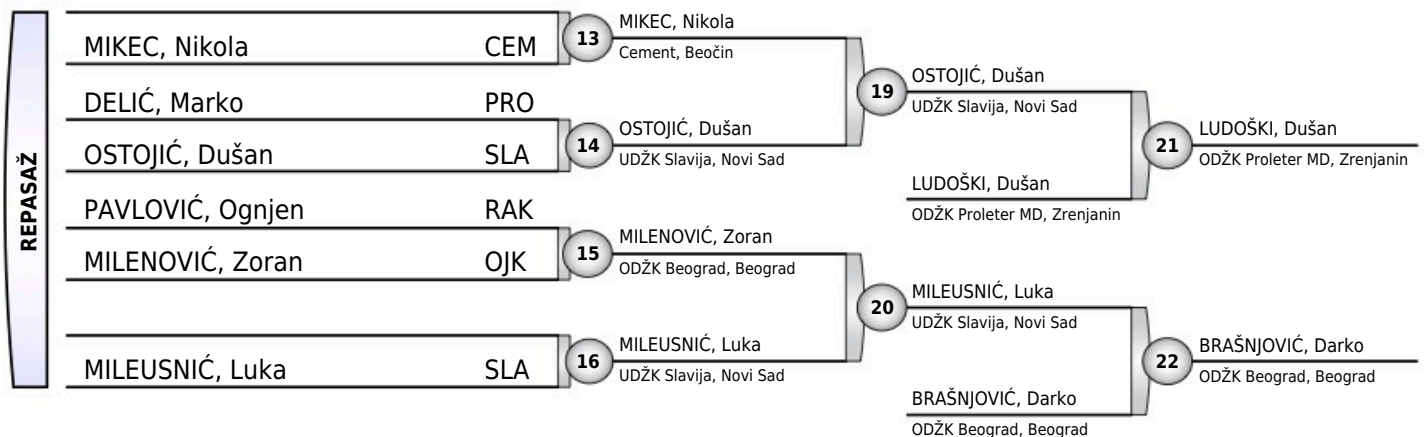 REPASAŽ
MIKEC, Nikola CEM
DELIĆ, Marko PRO
OSTOJIĆ, Dušan SLA
PAVLOVIĆ, Ognjen RAK
MILENOVIĆ, Zoran OJK
MILEUSNIĆ, Luka SLA
13
MIKEC, Nikola
Cement, Beočin
14
OSTOJIĆ, Dušan
UDŽK Slavija, Novi Sad
15
MILENOVIĆ, Zoran
ODŽK Beograd, Beograd
16
MILEUSNIĆ, Luka
UDŽK Slavija, Novi Sad
19
OSTOJIĆ, Dušan
UDŽK Slavija, Novi Sad
LUDOŠKI, Dušan
ODŽK Proleter MD, Zrenjanin
20
MILEUSNIĆ, Luka
UDŽK Slavija, Novi Sad
BRAŠNJOVIĆ, Darko
ODŽK Beograd, Beograd
21
LUDOŠKI, Dušan
ODŽK Proleter MD, Zrenjanin
22
BRAŠNJOVIĆ, Darko
ODŽK Beograd, Beograd